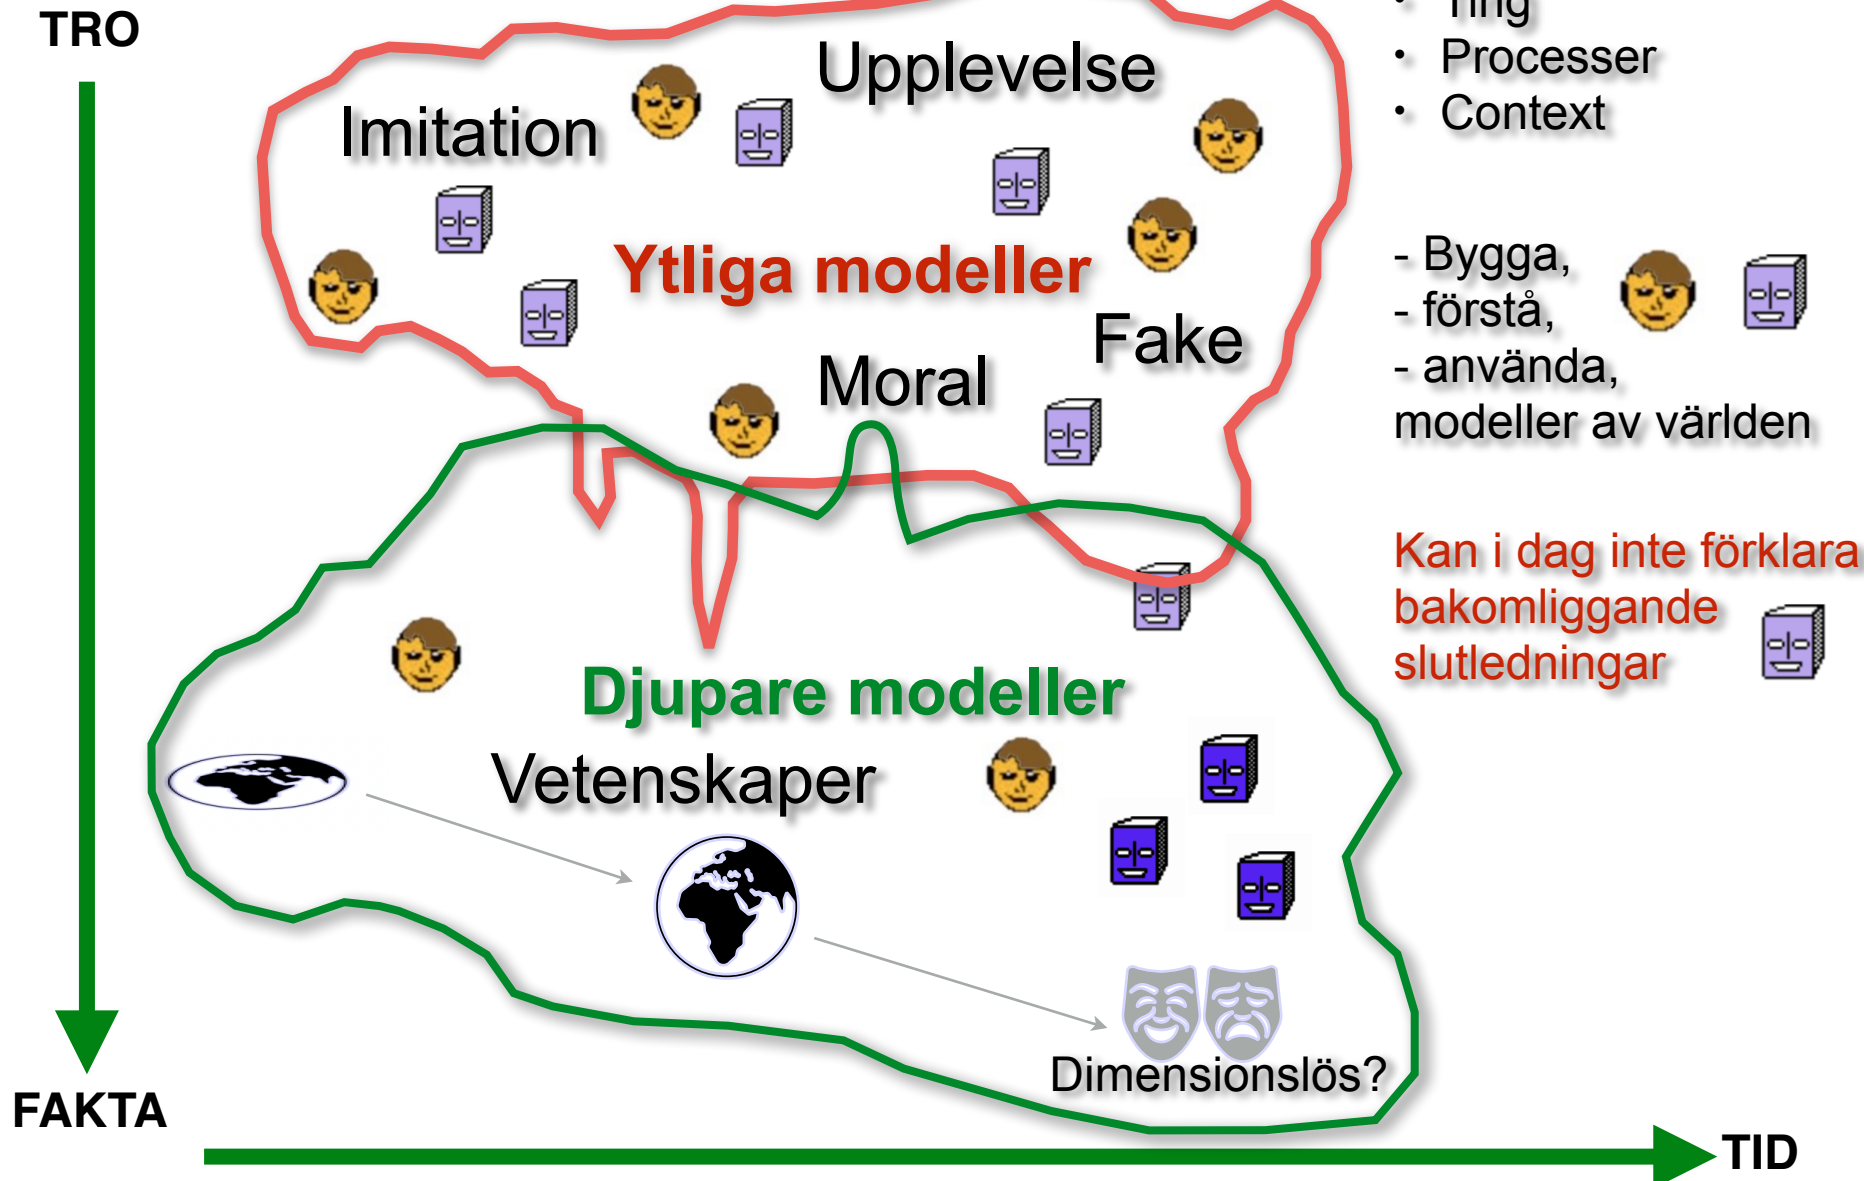 TRO
Upplevelse
Imitation
Ytliga modeller
Fake
Moral
Djupare modeller
Vetenskaper
Dimensionslös?
FAKTA
TID
• Processer
• Context
- Bygga,
- förstå,
- använda,
modeller av världen
Kan i dag inte förklara
bakomliggande
slutledningar